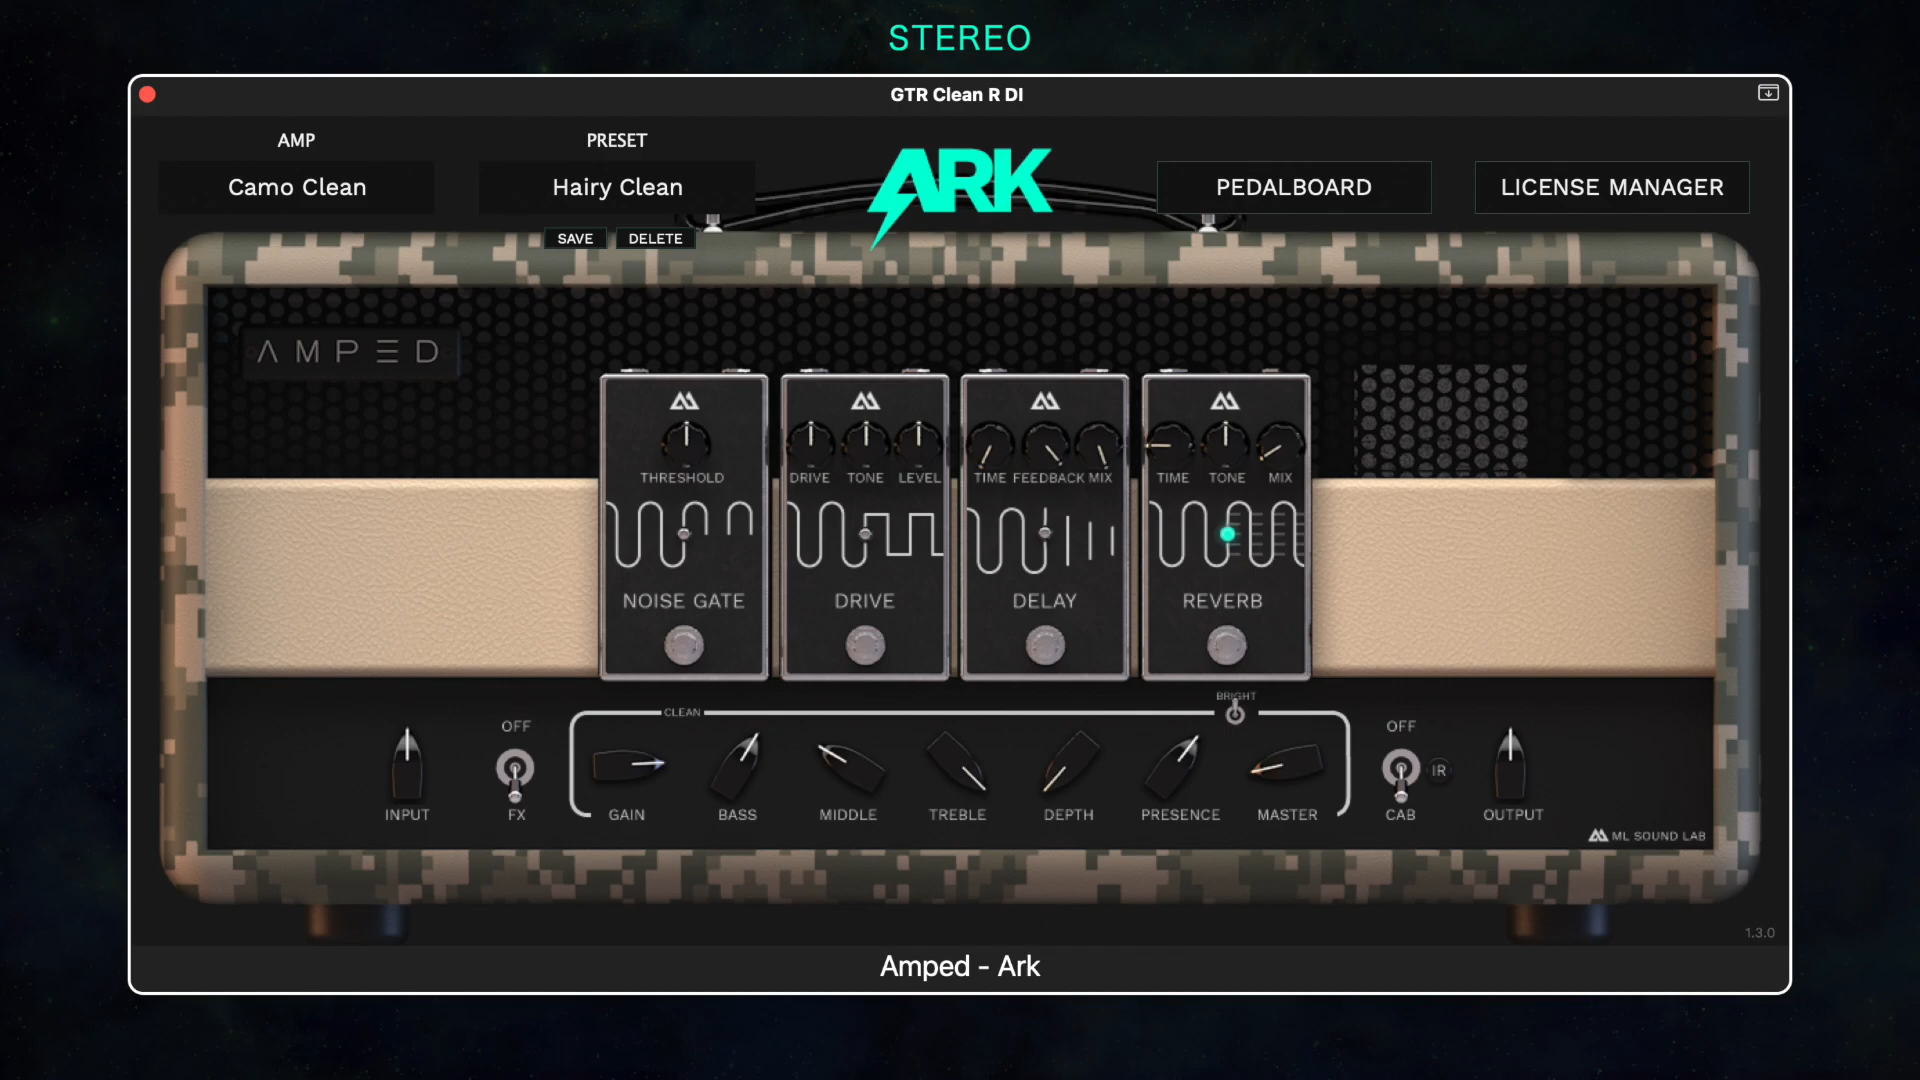 STEREO
GTR Clean R DI
AMP
PRESET
Camo Clean
Hairy Clean
ARK
PEDALBOARD
LICENSE MANAGER
SAVE
DELETE
AMPED
THRESHOLD
DRIVE TONE LEVEL
TIME FEEDBACK MIX
TIME TONE MIX
NOISE GATE
DRIVE
DELAY
REVERB
BRIGHT
CLEAN
OFF
OFF
IR
INPUT
FX
GAIN
BASS
MIDDLE
TREBLE
DEPTH
PRESENCE
MASTER
CAB
OUTPUT
ML SOUND LAB
1.3.0
Amped - Ark